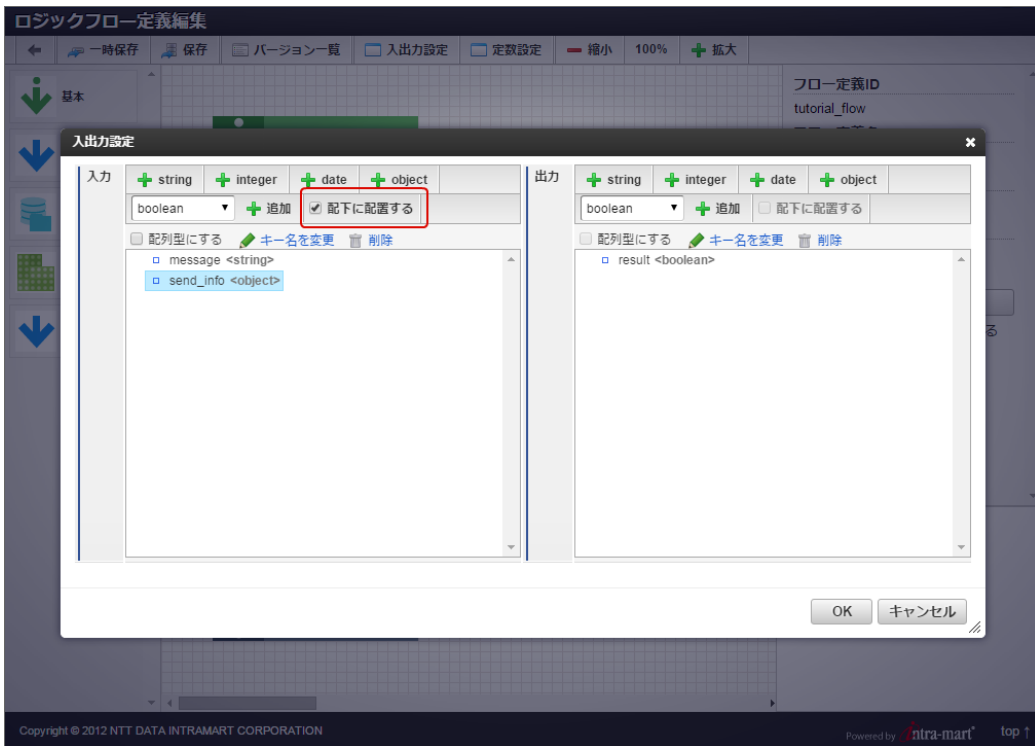 ロジックフロー定義編集
一時保存 保存 バージョン一覧 入出力設定 定数設定 縮小 100% 拡大
基本
フロー定義ID
tutorial_flow
入出力設定
入力 string integer date object
boolean 追加 配下に配置する
配列型にする キー名を変更 削除
message <string>
send_info <object>
出力 string integer date object
boolean 追加 配下に配置する
配列型にする キー名を変更 削除
result <boolean>
る
OK キャンセル
Copyright © 2012 NTT DATA INTRAMART CORPORATION
Powered by intra-mart top ↑